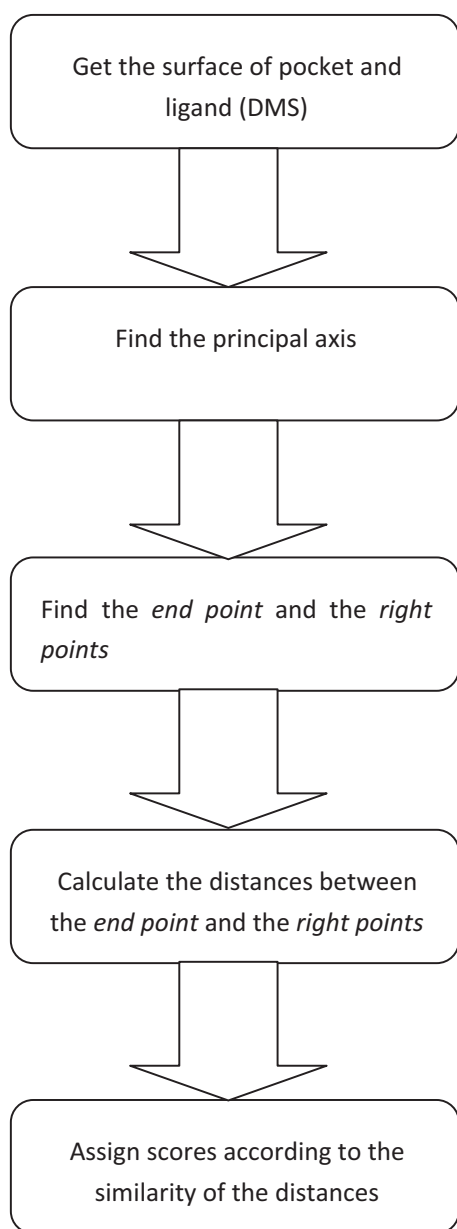 Get the surface of pocket and
ligand (DMS)
Find the principal axis
Find the end point and the right
points
Calculate the distances between
the end point and the right points
Assign scores according to the
similarity of the distances